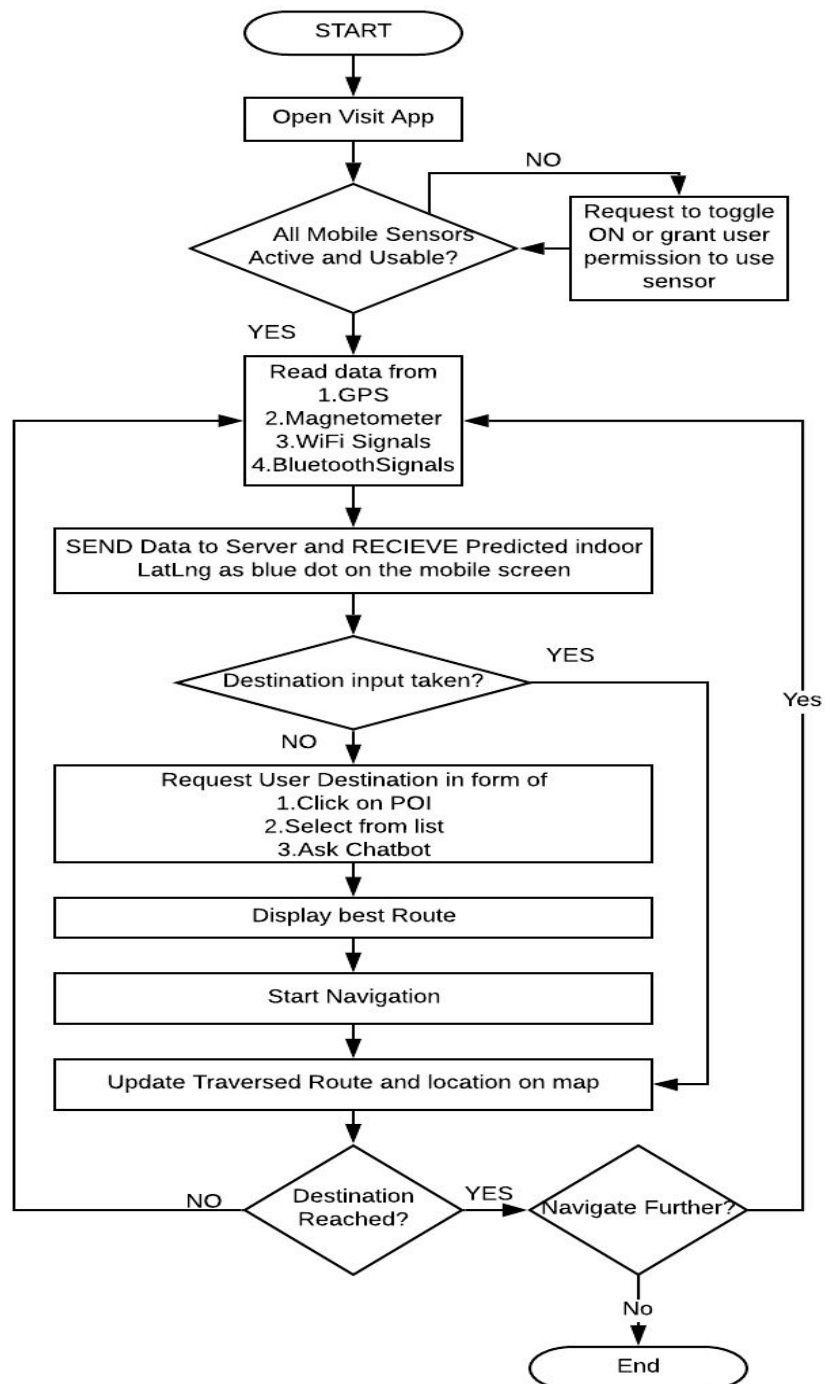 START
Open Visit App
NO
All Mobile Sensors
Active and Usable?
Request to toggle
ON or grant user
permission to use
sensor
YES
Read data from
1.GPS
2.Magnetometer
3.WiFi Signals
4.BluetoothSignals
SEND Data to Server and RECIEVE Predicted indoor
LatLng as blue dot on the mobile screen
Destination input taken?
YES
Yes
NO
Request User Destination in form of
1.Click on POI
2.Select from list
3.Ask Chatbot
Display best Route
Start Navigation
Update Traversed Route and location on map
NO
Destination
Reached?
YES
Navigate Further?
No
End